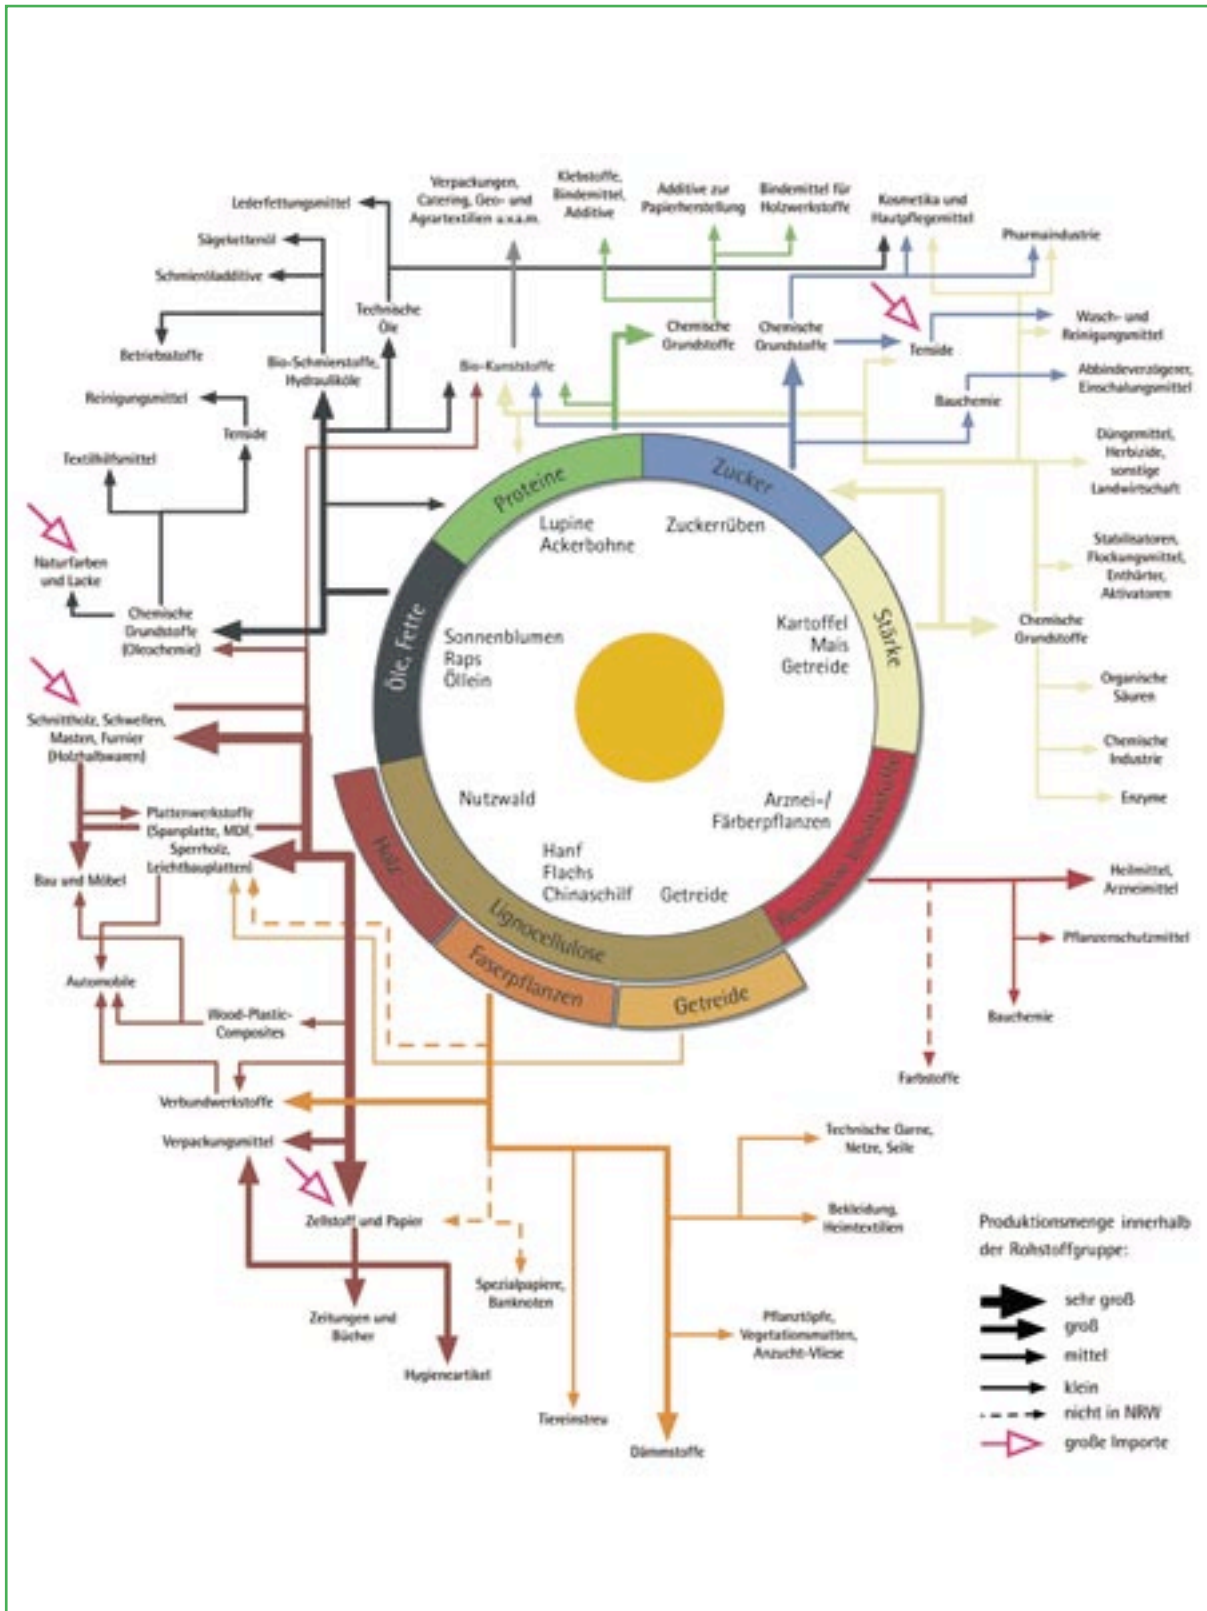 Verpackungen,
Catering, Geo- und
Agrartextilien u.v.a.m.
Klebstoffe,
Bindemittel,
Additive
Additive zur
Papierherstellung
Bindemittel für
Holzwerkstoffe
Kosmetika und
Hautpflegemittel
Pharmaindustrie
Lederfettungsmittel
Sägekettenöl
Schmieröladditive
Betriebsstoffe
Technische
Öle
Bio-Schmierstoffe,
Hydrauliköle
Bio-Kunststoffe
Chemische
Grundstoffe
Chemische
Grundstoffe
Tenside
Wasch- und
Reinigungsmittel
Abbindeverzögerer,
Einschalungsmittel
Bauchemie
Reinigungsmittel
Tenside
Textilhilfsmittel
Düngemittel,
Herbizide,
sonstige
Landwirtschaft
Naturfarben
und Lacke
Chemische
Grundstoffe
(Oleochemie)
Stabilisatoren,
Flockungsmittel,
Enthärter,
Aktivatoren
Chemische
Grundstoffe
Organische
Säuren
Chemische
Industrie
Enzyme
Proteine
Zucker
Stärke
Öle, Fette
Lignocellulose
Holz
Faserpflanzen
Getreide
Lupine
Ackerbohne
Zuckerrüben
Sonnenblumen
Raps
Öllein
Kartoffel
Mais
Getreide
Nutzwald
Arznei-/
Färberpflanzen
Hanf
Flachs
Chinaschilf
Getreide
Schnittholz, Schwellen,
Masten, Furnier
(Holzhalbwaren)
Plattenwerkstoffe
(Spanplatte, MDF,
Sperrholz,
Leichtbauplatten)
Bau und Möbel
Automobile
Wood-Plastic-
Composites
Verbundwerkstoffe
Verpackungsmittel
Zellstoff und Papier
Zeitungen und
Bücher
Hygieneartikel
Spezialpapiere,
Banknoten
Tiereinstreu
Dämmstoffe
Technische Garne,
Netze, Seile
Bekleidung,
Heimtextilien
Pflanztöpfe,
Vegetationsmatten,
Anzucht-Vliese
Heilmittel,
Arzneimittel
Pflanzenschutzmittel
Bauchemie
Farbstoffe
Produktionsmenge innerhalb
der Rohstoffgruppe:
sehr groß
groß
mittel
klein
nicht in NRW
große Importe